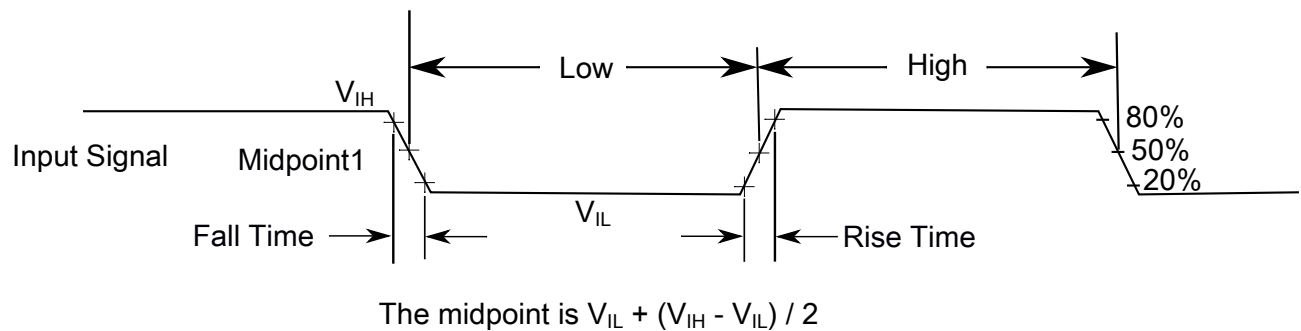 Low
High
V_IH
80%
Input Signal
Midpoint1
50%
20%
V_IL
Fall Time
Rise Time
The midpoint is V_IL + (V_IH - V_IL) / 2